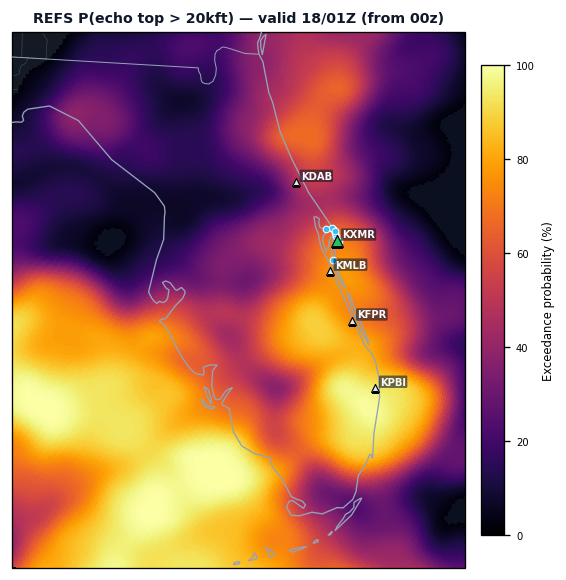 REFS P(echo top > 20kft) — valid 18/01Z (from 00z)
KDAB
KXMR
KMLB
KFPR
KPBI
100
80
60
40
20
0
Exceedance probability (%)